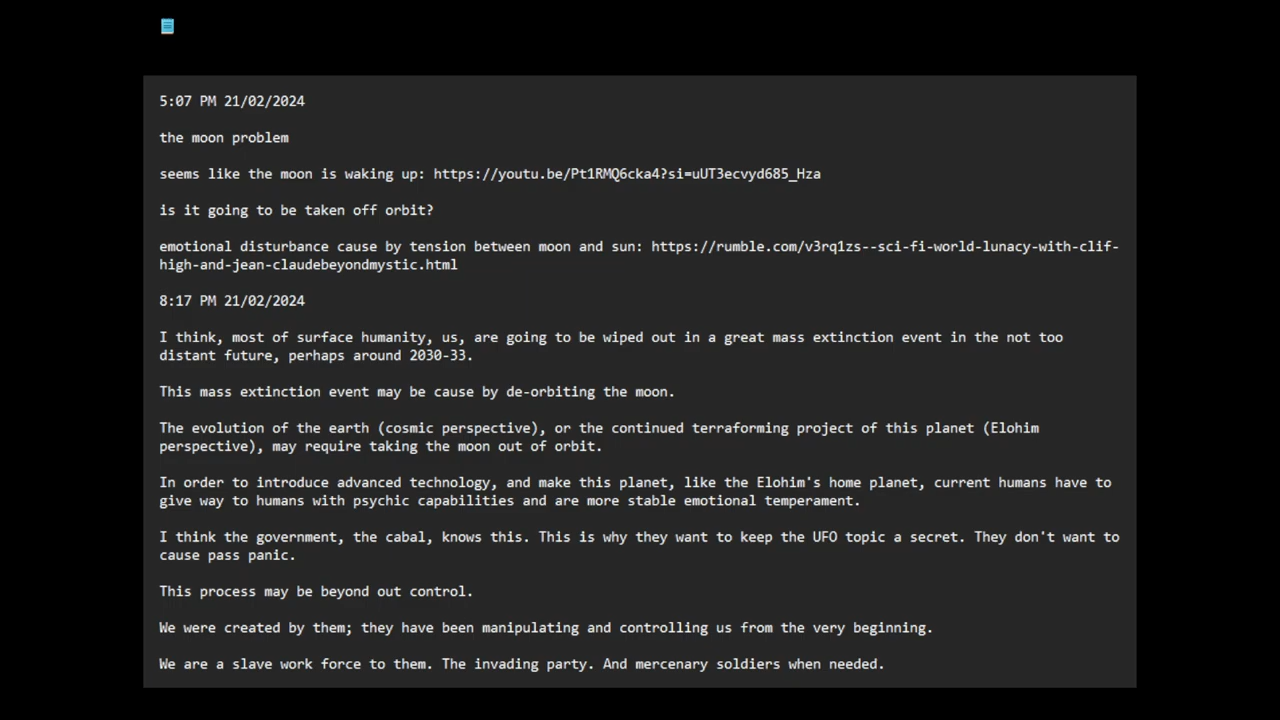 5:07 PM 21/02/2024
the moon problem
seems like the moon is waking up: https://youtu.be/Pt1RMQ6cka4?si=uUT3ecvyd685_Hza
is it going to be taken off orbit?
emotional disturbance cause by tension between moon and sun: https://rumble.com/v3rq1zs--sci-fi-world-lunacy-with-clif-
high-and-jean-claudebeyondmystic.html
8:17 PM 21/02/2024
I think, most of surface humanity, us, are going to be wiped out in a great mass extinction event in the not too
distant future, perhaps around 2030-33.
This mass extinction event may be cause by de-orbiting the moon.
The evolution of the earth (cosmic perspective), or the continued terraforming project of this planet (Elohim
perspective), may require taking the moon out of orbit.
In order to introduce advanced technology, and make this planet, like the Elohim's home planet, current humans have to
give way to humans with psychic capabilities and are more stable emotional temperament.
I think the government, the cabal, knows this. This is why they want to keep the UFO topic a secret. They don't want to
cause pass panic.
This process may be beyond out control.
We were created by them; they have been manipulating and controlling us from the very beginning.
We are a slave work force to them. The invading party. And mercenary soldiers when needed.